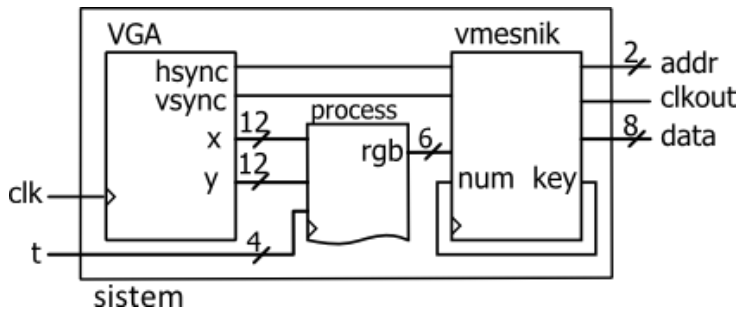 VGA
vmesnik
hsync
2
addr
vsync
process
clkout
x
12
rgb
6
8
data
y
12
num
key
clk
t
4
sistem